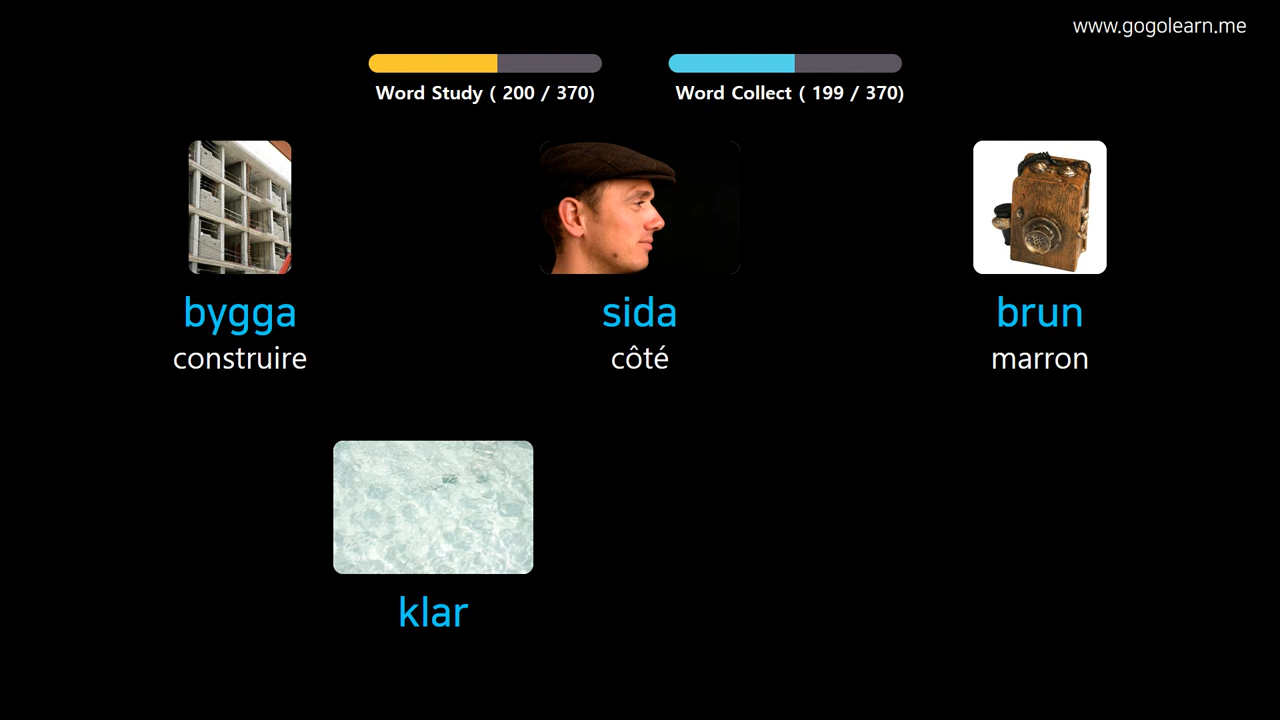 www.gogolearn.me
Word Study ( 200 / 370)
Word Collect ( 199 / 370)
bygga
sida
brun
construire
côté
marron
klar